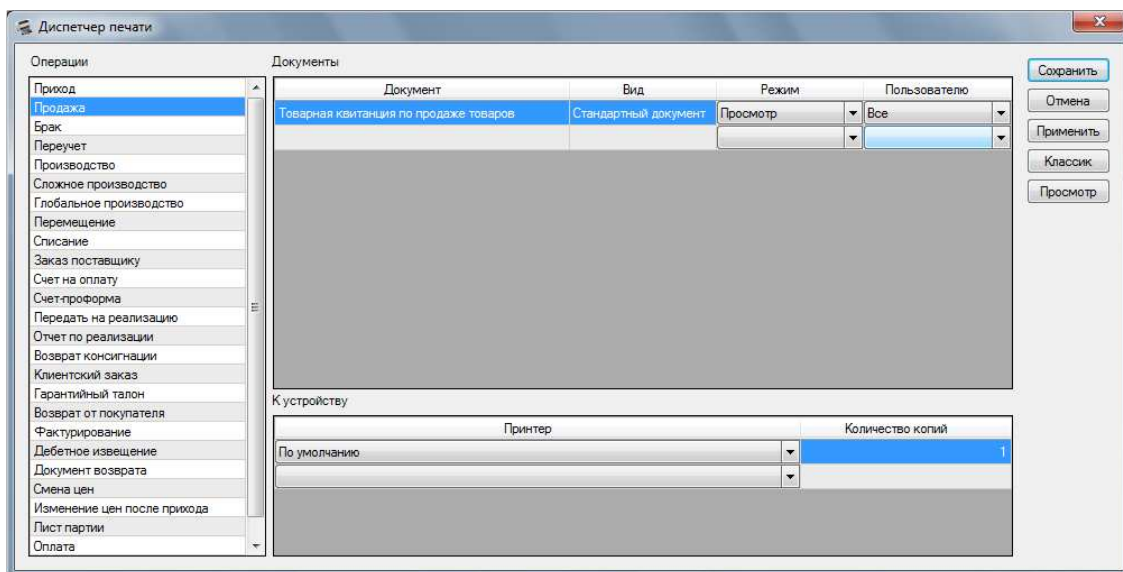 Диспетчер печати
Операции
Приход
Продажа
Брак
Переучет
Производство
Сложное производство
Глобальное производство
Перемещение
Списание
Заказ поставщику
Счет на оплату
Счет-проформа
Передать на реализацию
Отчет по реализации
Возврат консигнации
Клиентский заказ
Гарантийный талон
Возврат от покупателя
Фактурирование
Дебетное извещение
Документ возврата
Смена цен
Изменение цен после прихода
Лист партии
Оплата
Документы
Документ Вид Режим Пользователю
Товарная квитанция по продаже товаров Стандартный документ Просмотр Все
К устройству
Принтер Количество копий
По умолчанию 1
Сохранить
Отмена
Применить
Классик
Просмотр